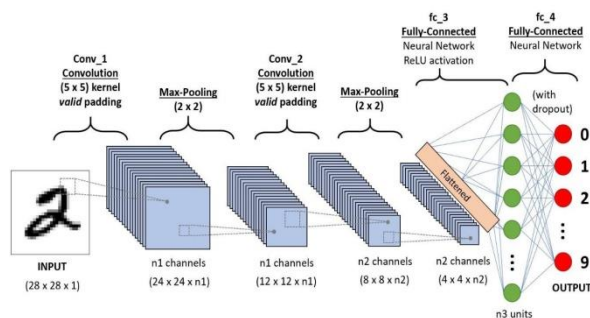 fc_3
Fully-Connected
Neural Network
ReLU activation
fc_4
Fully-Connected
Neural Network
Conv_1
Convolution
(5 x 5) kernel
valid padding
Max-Pooling
(2 x 2)
Conv_2
Convolution
(5 x 5) kernel
valid padding
Max-Pooling
(2 x 2)
(with
dropout)
Flattened
2
0
1
2
9
INPUT
(28 x 28 x 1)
n1 channels
(24 x 24 x n1)
n1 channels
(12 x 12 x n1)
n2 channels
(8 x 8 x n2)
n2 channels
(4 x 4 x n2)
n3 units
OUTPUT